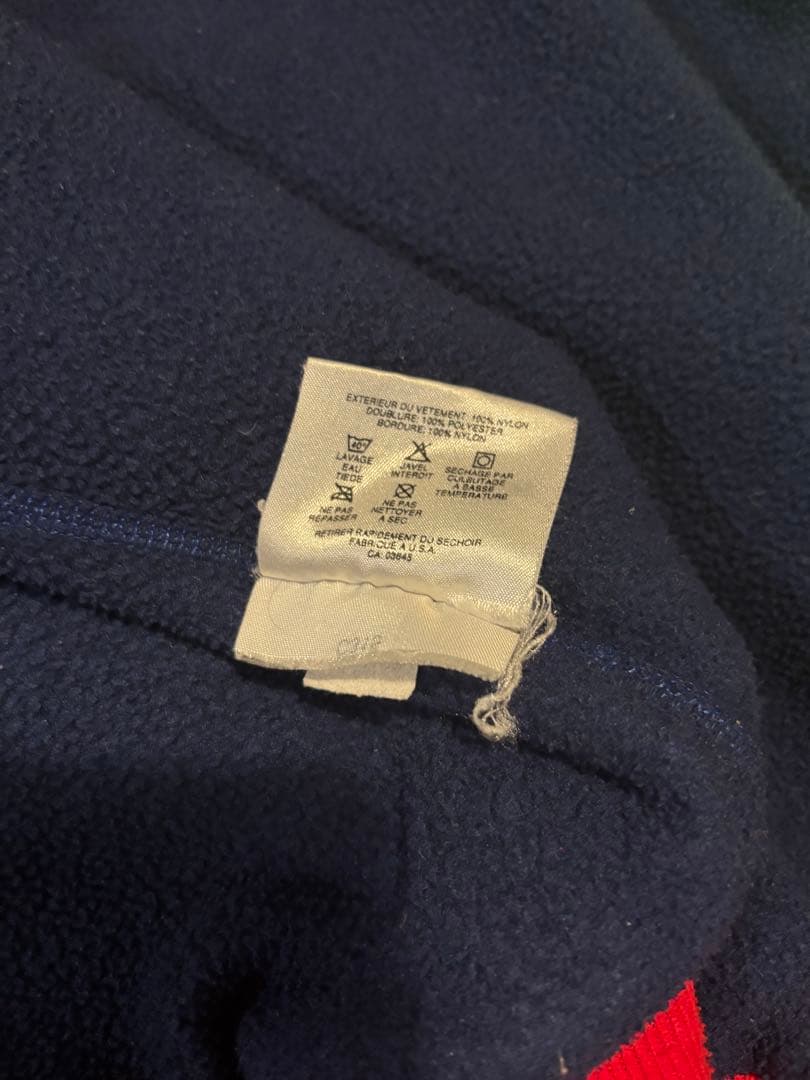 EXTERIEUR DU VETEMENT: 100% NYLON
DOUBLURE: 100% POLYESTER
BORDURE: 100% NYLON
40°
LAVAGE EAU TIEDE
JAVEL INTERDIT
SECHAGE PAR CULBUTAGE A BASSE TEMPERATURE
NE PAS REPASSER
NE PAS NETTOYER A SEC
RETIRER RAPIDEMENT DU SECHOIR
FABRIQUE A U.S.A.
CA: 03645